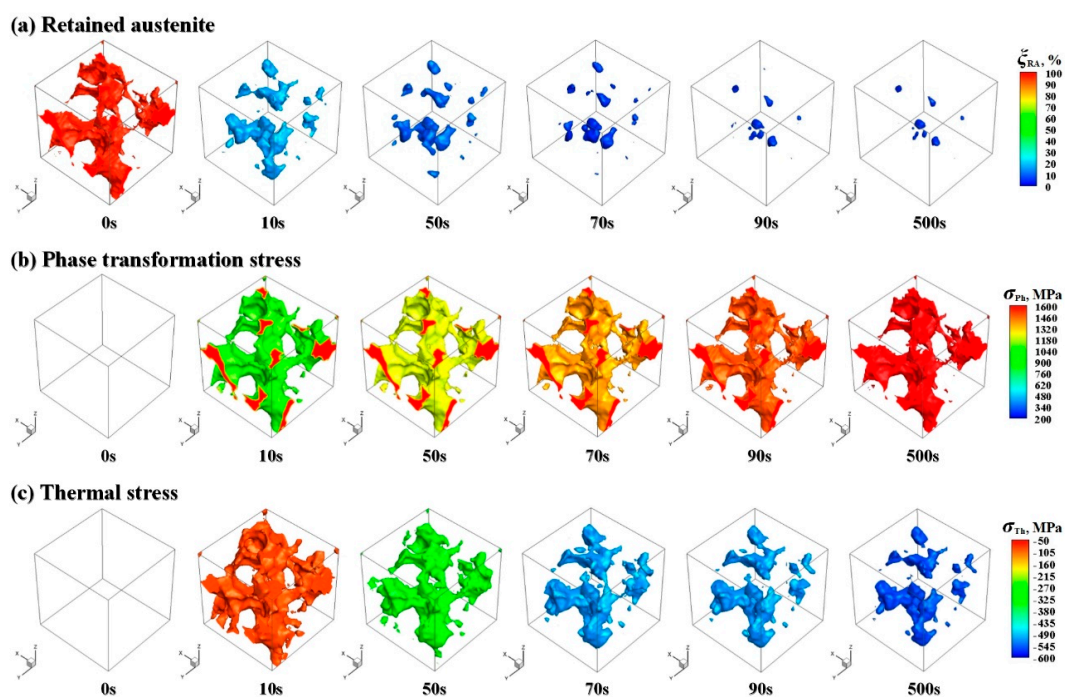 (a) Retained austenite
ξRA, %
100
90
80
70
60
50
40
30
20
10
0
X Y Z
X Y Z
X Y Z
X Y Z
X Y Z
X Y Z
0s 10s 50s 70s 90s 500s
(b) Phase transformation stress
σPh, MPa
1600
1460
1320
1180
1040
900
760
620
480
340
200
X Y Z
X Y Z
X Y Z
X Y Z
X Y Z
X Y Z
0s 10s 50s 70s 90s 500s
(c) Thermal stress
σTh, MPa
-50
-105
-160
-215
-270
-325
-380
-435
-490
-545
-600
X Y Z
X Y Z
X Y Z
X Y Z
X Y Z
X Y Z
0s 10s 50s 70s 90s 500s